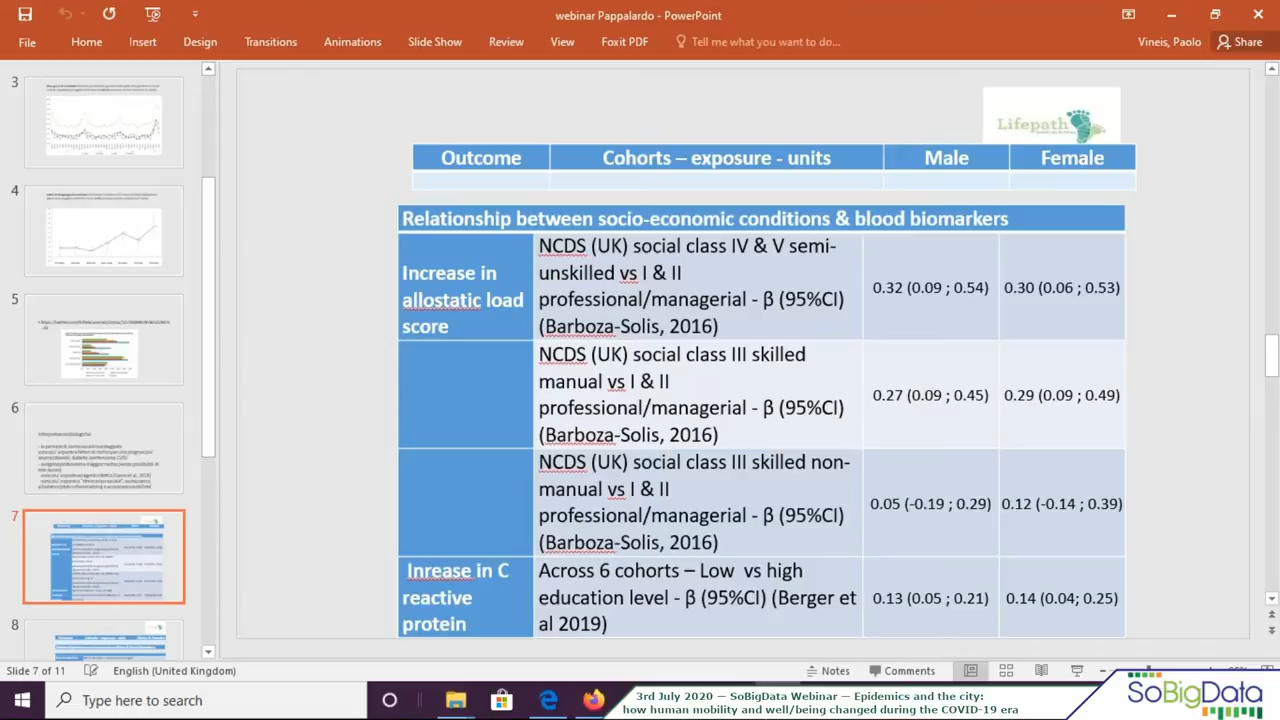 webinar Pappalardo - PowerPoint
File Home Insert Design Transitions Animations Slide Show Review View Foxit PDF Tell me what you want to do... Vineis, Paolo Share
3
4
5
6
7
8
Lifepath
Outcome Cohorts – exposure - units Male Female
Relationship between socio-economic conditions & blood biomarkers
Increase in allostatic load score
NCDS (UK) social class IV & V semi-
unskilled vs I & II
professional/managerial - β (95%CI)
(Barboza-Solis, 2016)
0.32 (0.09 ; 0.54) 0.30 (0.06 ; 0.53)
NCDS (UK) social class III skilled
manual vs I & II
professional/managerial - β (95%CI)
(Barboza-Solis, 2016)
0.27 (0.09 ; 0.45) 0.29 (0.09 ; 0.49)
NCDS (UK) social class III skilled non-
manual vs I & II
professional/managerial - β (95%CI)
(Barboza-Solis, 2016)
0.05 (-0.19 ; 0.29) 0.12 (-0.14 ; 0.39)
Inrease in C
reactive
protein
Across 6 cohorts – Low vs high
education level - β (95%CI) (Berger et
al 2019)
0.13 (0.05 ; 0.21) 0.14 (0.04; 0.25)
Slide 7 of 11 English (United Kingdom) Notes Comments
Type here to search
3rd July 2020 — SoBigData Webinar — Epidemics and the city:
how human mobility and well/being changed during the COVID-19 era
SoBigData